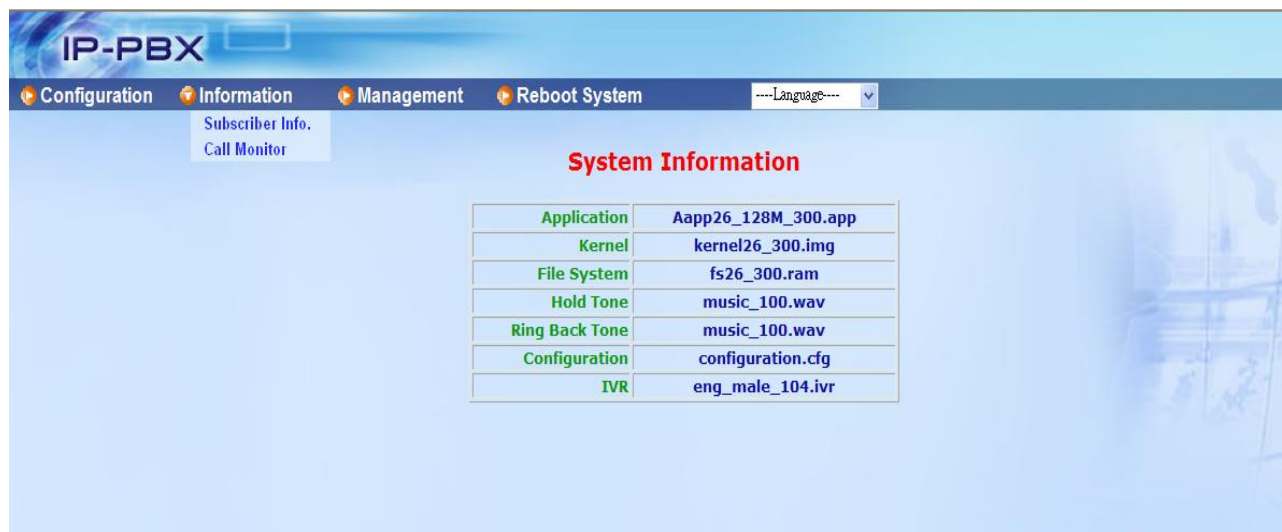 IP-PBX
Configuration Information Management Reboot System ----Language----
Subscriber Info.
Call Monitor
System Information
Application Aapp26_128M_300.app
Kernel kernel26_300.img
File System fs26_300.ram
Hold Tone music_100.wav
Ring Back Tone music_100.wav
Configuration configuration.cfg
IVR eng_male_104.ivr